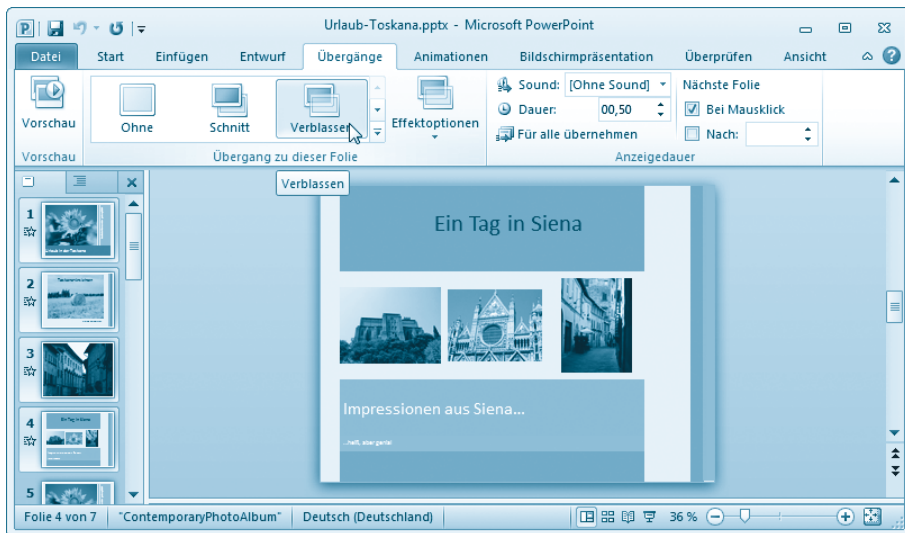 Urlaub-Toskana.pptx - Microsoft PowerPoint
Datei Start Einfügen Entwurf Übergänge Animationen Bildschirmpräsentation Überprüfen Ansicht
Vorschau
Ohne Schnitt Verblassen Effektoptionen
Sound: [Ohne Sound]
Dauer: 00,50
Für alle übernehmen
Nächste Folie
Bei Mausklick
Nach:
Vorschau Übergang zu dieser Folie Anzeigedauer
Verblassen
1
2
3
4
5
Ein Tag in Siena
Impressionen aus Siena...
...heiß, aber genial
Folie 4 von 7 "ContemporaryPhotoAlbum" Deutsch (Deutschland) 36 %